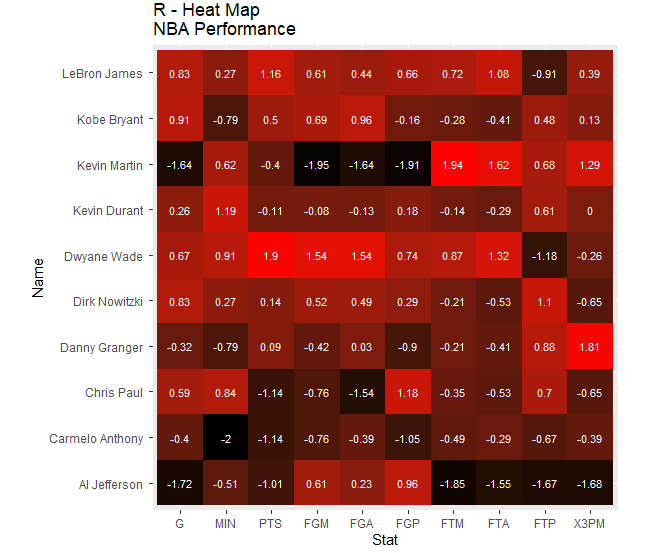 R - Heat Map
NBA Performance
LeBron James 0.83 0.27 1.16 0.61 0.44 0.66 0.72 1.08 -0.91 0.39
Kobe Bryant 0.91 -0.79 0.5 0.69 0.96 -0.16 -0.28 -0.41 0.48 0.13
Kevin Martin -1.64 0.62 -0.4 -1.95 -1.64 -1.91 1.94 1.62 0.68 1.29
Kevin Durant 0.26 1.19 -0.11 -0.08 -0.13 0.18 -0.14 -0.29 0.61 0
Dwyane Wade 0.67 0.91 1.9 1.54 1.54 0.74 0.87 1.32 -1.18 -0.26
Name
Dirk Nowitzki 0.83 0.27 0.14 0.52 0.49 0.29 -0.21 -0.53 1.1 -0.65
Danny Granger -0.32 -0.79 0.09 -0.42 0.03 -0.9 -0.21 -0.41 0.88 1.81
Chris Paul 0.59 0.84 -1.14 -0.76 -1.54 1.18 -0.35 -0.53 0.7 -0.65
Carmelo Anthony -0.4 -2 -1.14 -0.76 -0.39 -1.05 -0.49 -0.29 -0.67 -0.39
Al Jefferson -1.72 -0.51 -1.01 0.61 0.23 0.96 -1.85 -1.55 -1.67 -1.68
G MIN PTS FGM FGA FGP FTM FTA FTP X3PM
Stat